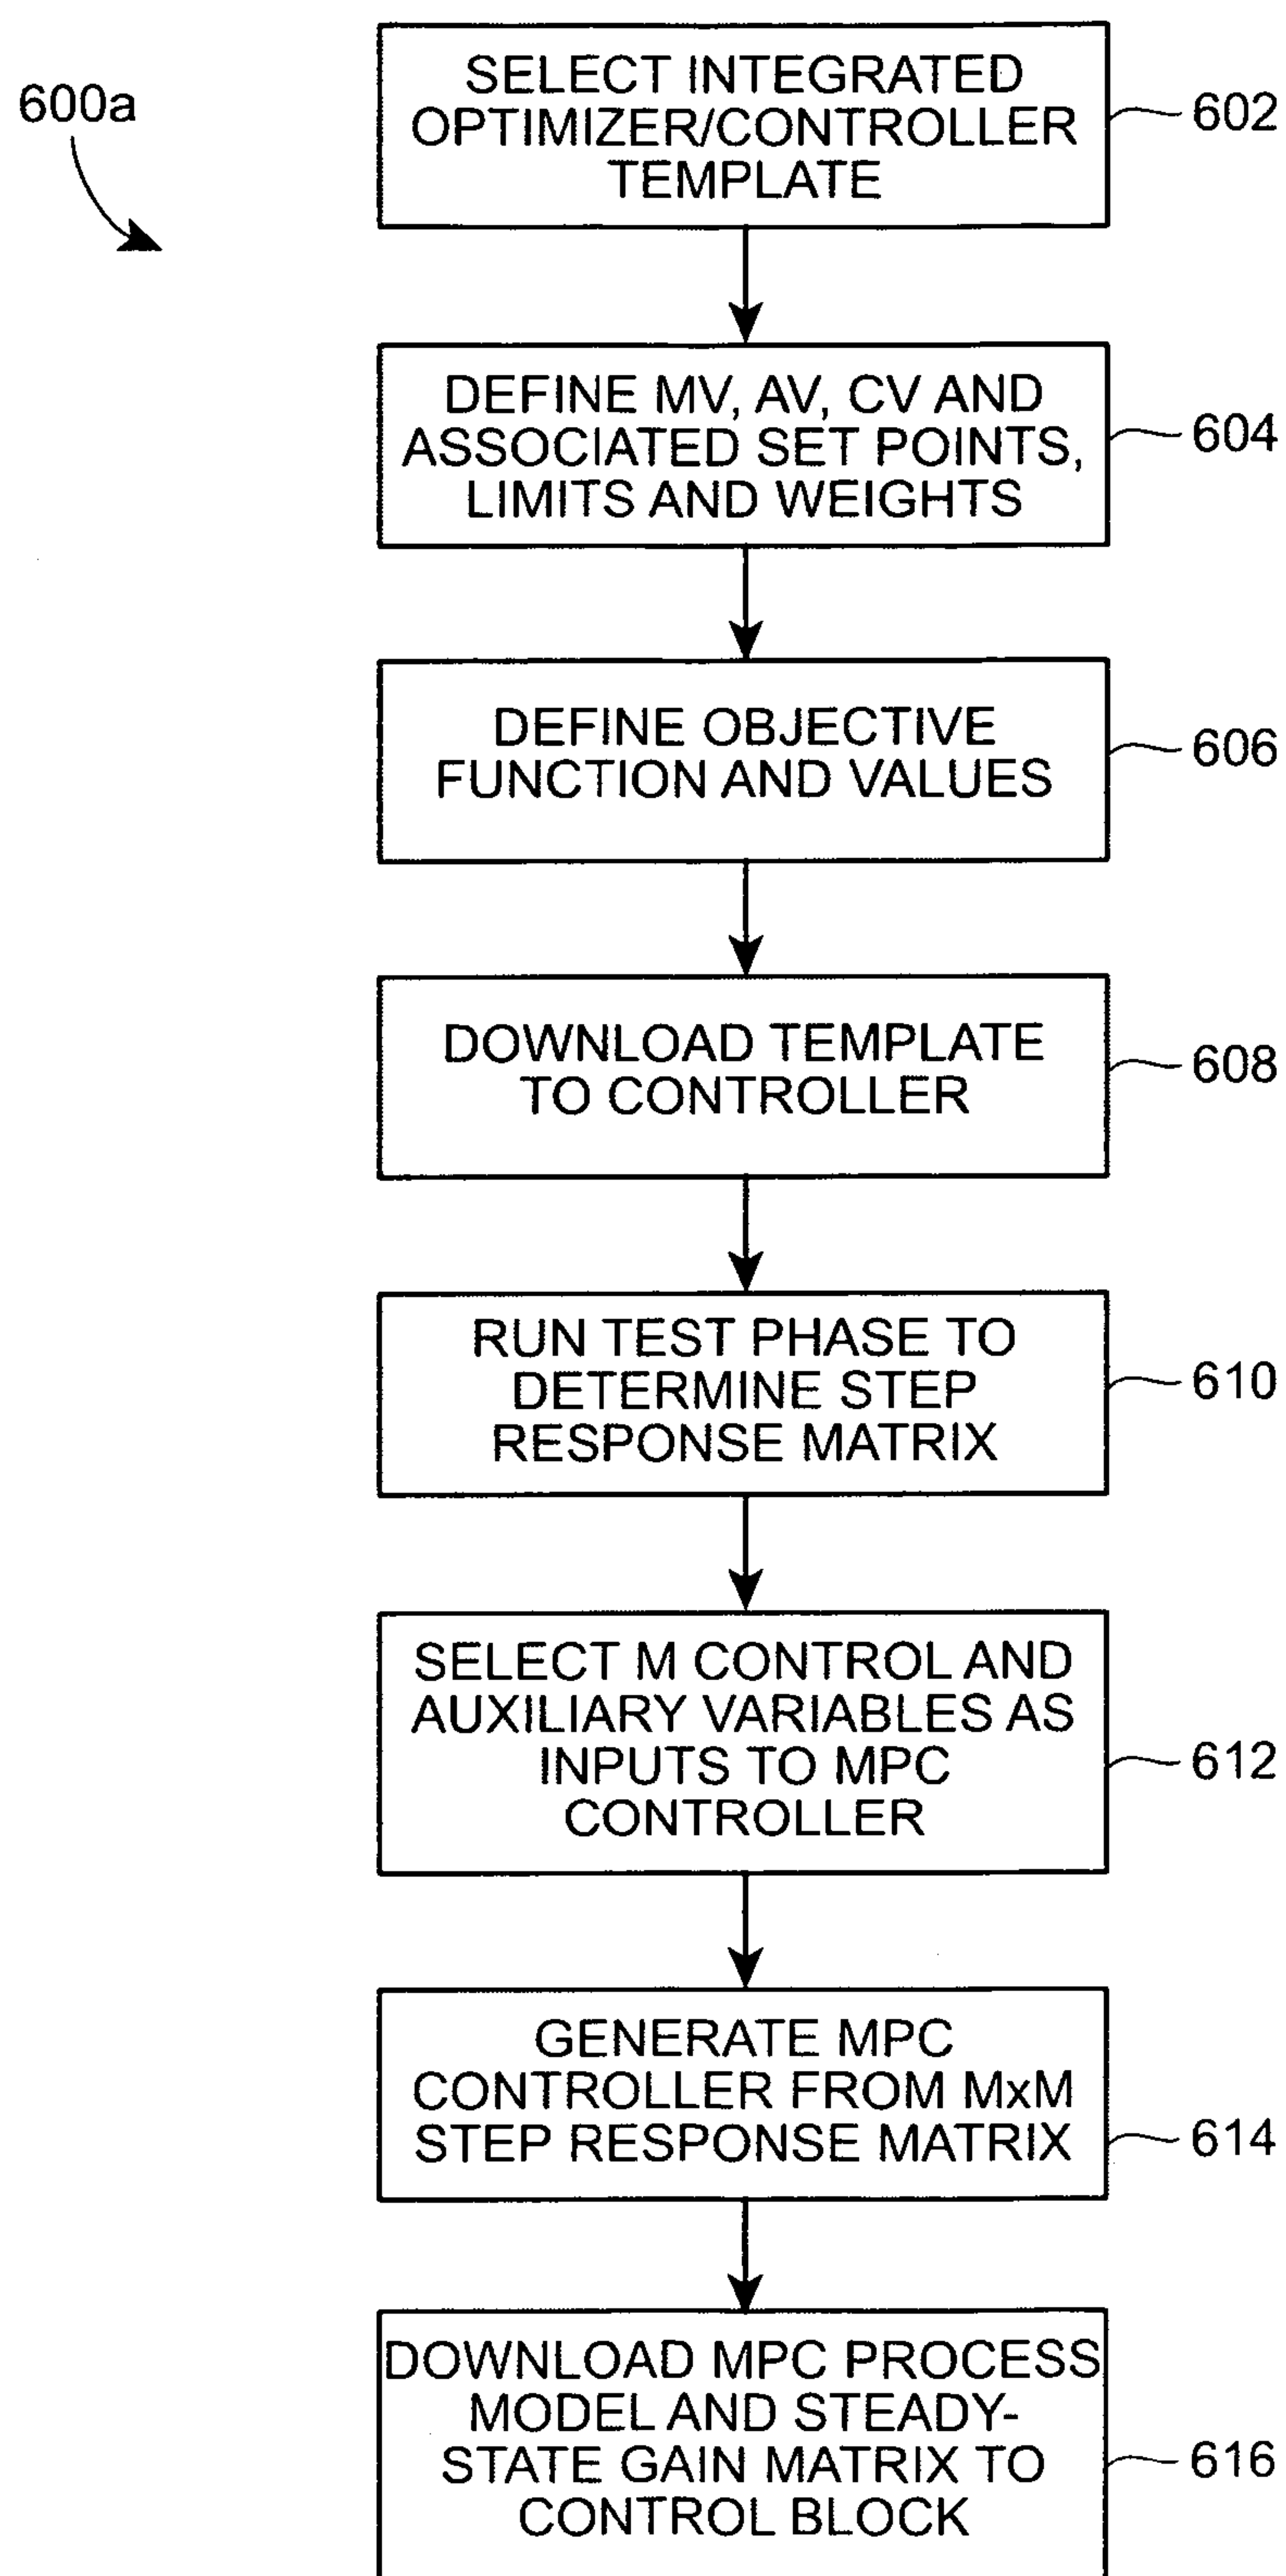 600a
SELECT INTEGRATED
OPTIMIZER/CONTROLLER
TEMPLATE
602
DEFINE MV, AV, CV AND
ASSOCIATED SET POINTS,
LIMITS AND WEIGHTS
604
DEFINE OBJECTIVE
FUNCTION AND VALUES
606
DOWNLOAD TEMPLATE
TO CONTROLLER
608
RUN TEST PHASE TO
DETERMINE STEP
RESPONSE MATRIX
610
SELECT M CONTROL AND
AUXILIARY VARIABLES AS
INPUTS TO MPC
CONTROLLER
612
GENERATE MPC
CONTROLLER FROM MxM
STEP RESPONSE MATRIX
614
DOWNLOAD MPC PROCESS
MODEL AND STEADY-
STATE GAIN MATRIX TO
CONTROL BLOCK
616